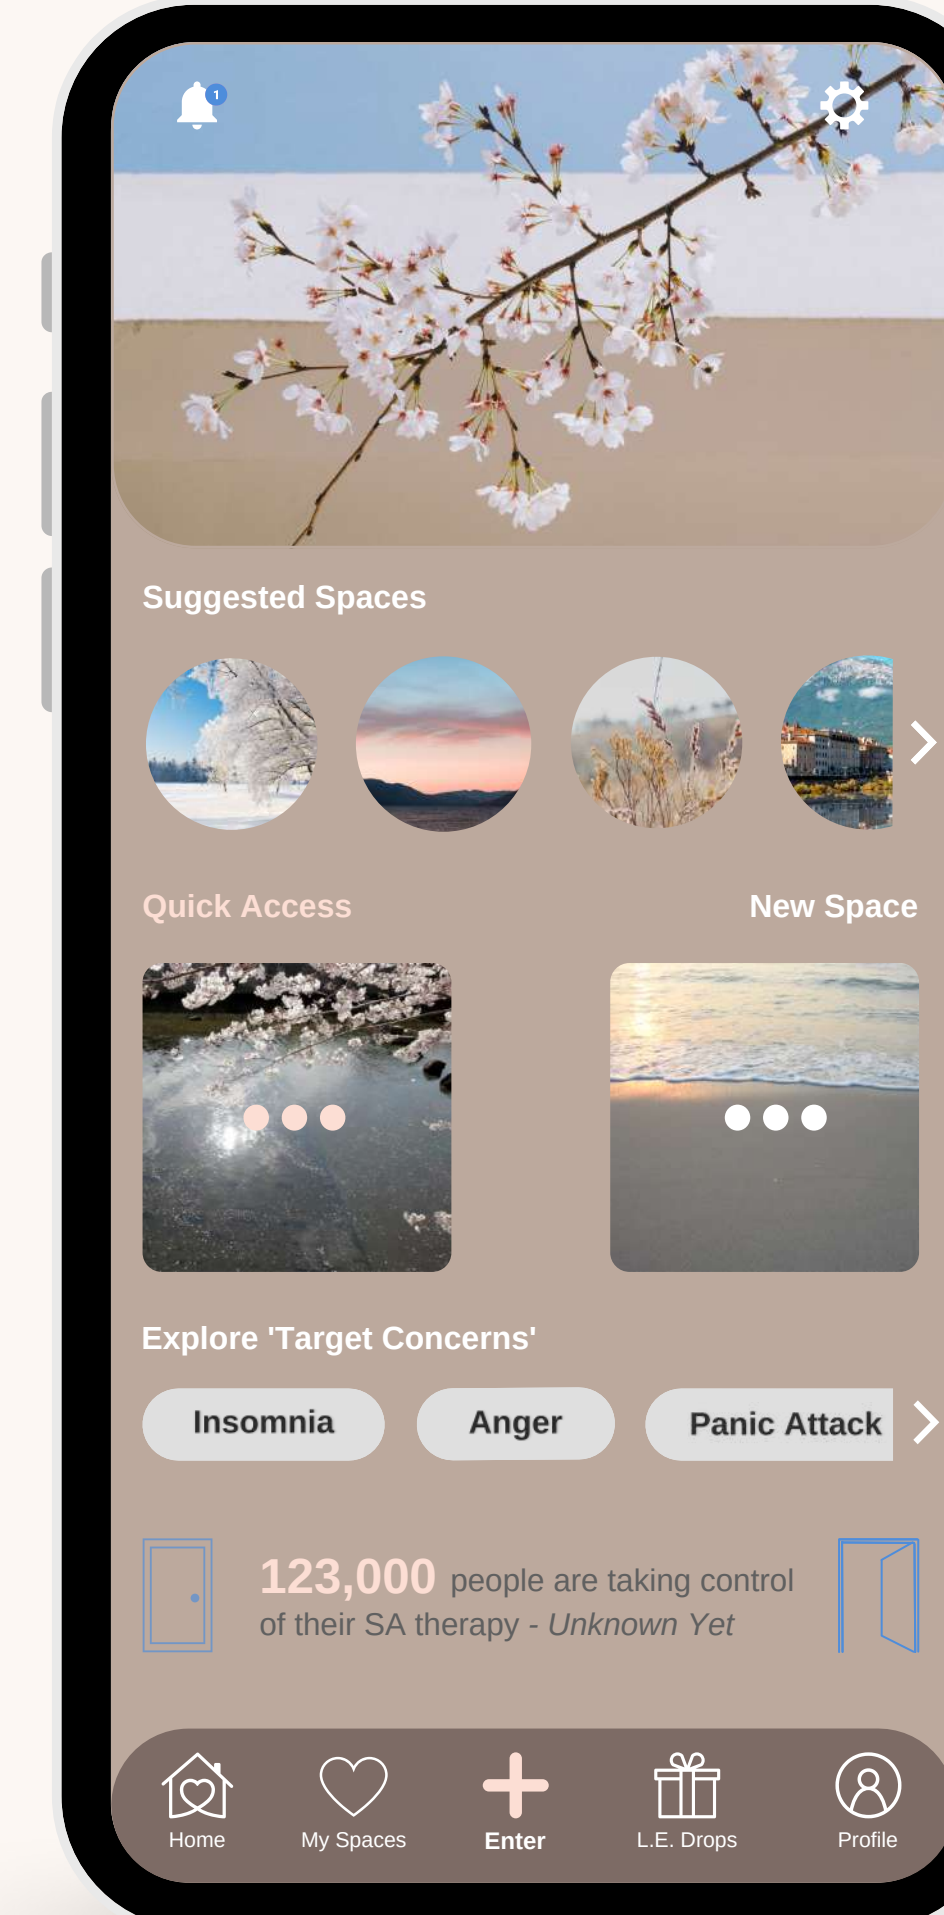 1
Suggested Spaces
Quick Access
New Space
Explore 'Target Concerns'
Insomnia
Anger
Panic Attack
123,000 people are taking control
of their SA therapy - Unknown Yet
Home
My Spaces
Enter
L.E. Drops
Profile